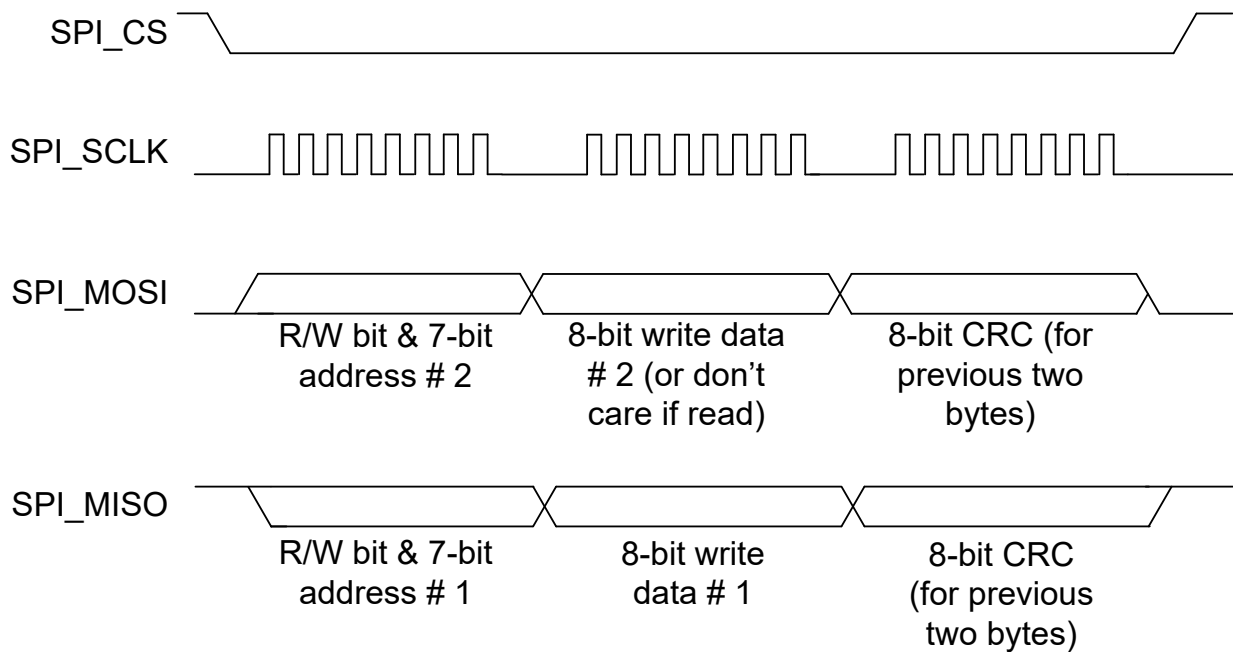 SPI_CS
SPI_SCLK
SPI_MOSI
R/W bit & 7-bit
address # 2
8-bit write data
# 2 (or don't
care if read)
8-bit CRC (for
previous two
bytes)
SPI_MISO
R/W bit & 7-bit
address # 1
8-bit write
data # 1
8-bit CRC
(for previous
two bytes)